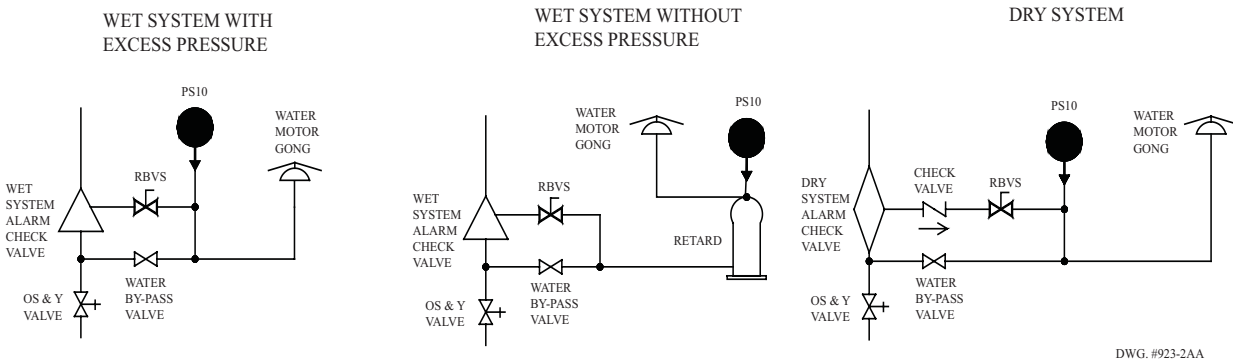 WET SYSTEM WITH
EXCESS PRESSURE
PS10
WATER
MOTOR
GONG
RBVS
WET
SYSTEM
ALARM
CHECK
VALVE
WATER
BY-PASS
VALVE
OS & Y
VALVE
WET SYSTEM WITHOUT
EXCESS PRESSURE
WATER
MOTOR
GONG
PS10
RBVS
WET
SYSTEM
ALARM
CHECK
VALVE
RETARD
WATER
BY-PASS
VALVE
OS & Y
VALVE
DRY SYSTEM
PS10
WATER
MOTOR
GONG
CHECK
VALVE
RBVS
DRY
SYSTEM
ALARM
CHECK
VALVE
WATER
BY-PASS
VALVE
OS & Y
VALVE
DWG. #923-2AA